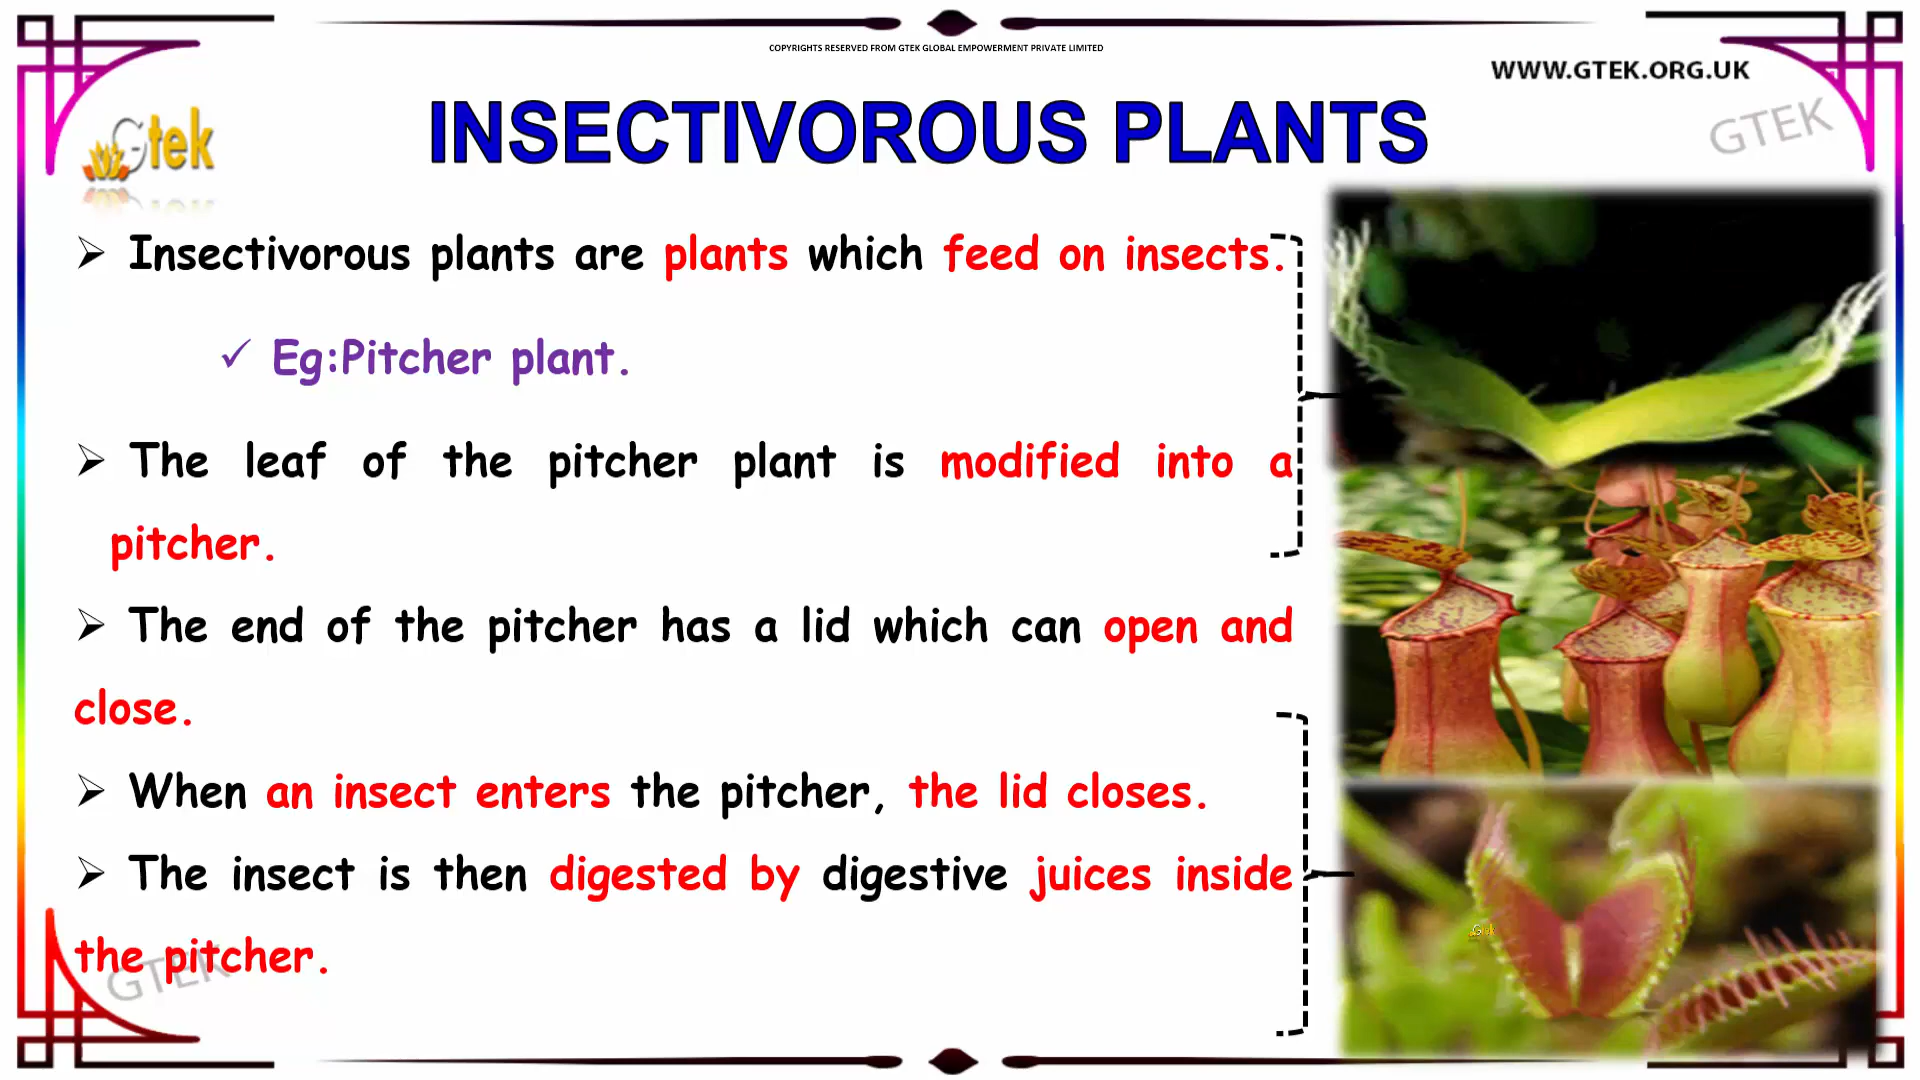 COPYRIGHTS RESERVED FROM GTEK GLOBAL EMPOWERMENT PRIVATE LIMITED
WWW.GTEK.ORG.UK
Gtek
INSECTIVOROUS PLANTS
GTEK
➢ Insectivorous plants are plants which feed on insects.
✓ Eg:Pitcher plant.
➢ The leaf of the pitcher plant is modified into a
pitcher.
➢ The end of the pitcher has a lid which can open and
close.
➢ When an insect enters the pitcher, the lid closes.
➢ The insect is then digested by digestive juices inside
the pitcher.
GTEK
Gtek